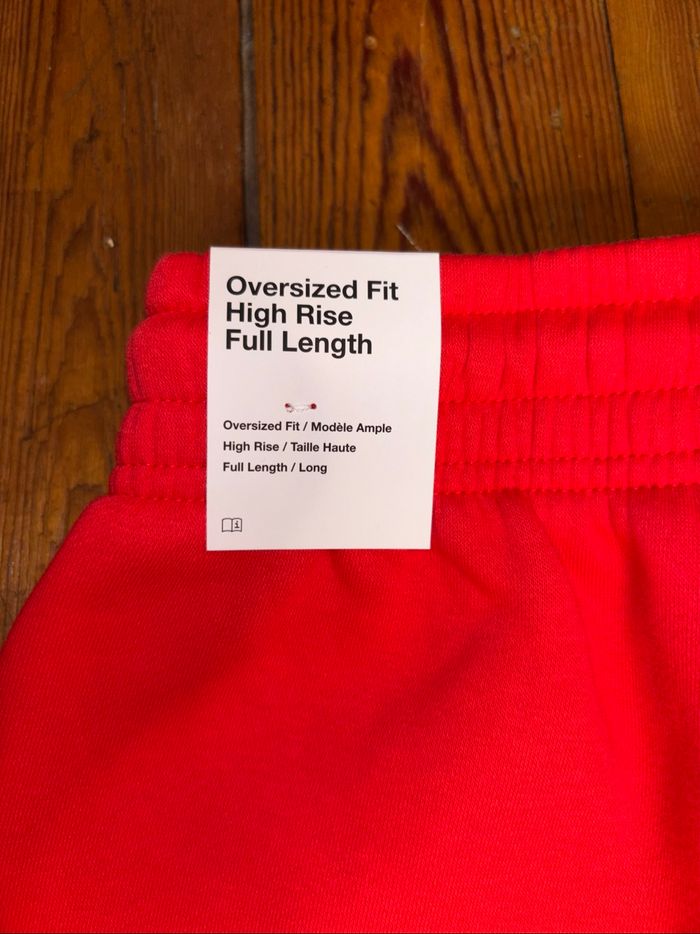 Oversized Fit
High Rise
Full Length
Oversized Fit / Modèle Ample
High Rise / Taille Haute
Full Length / Long
i